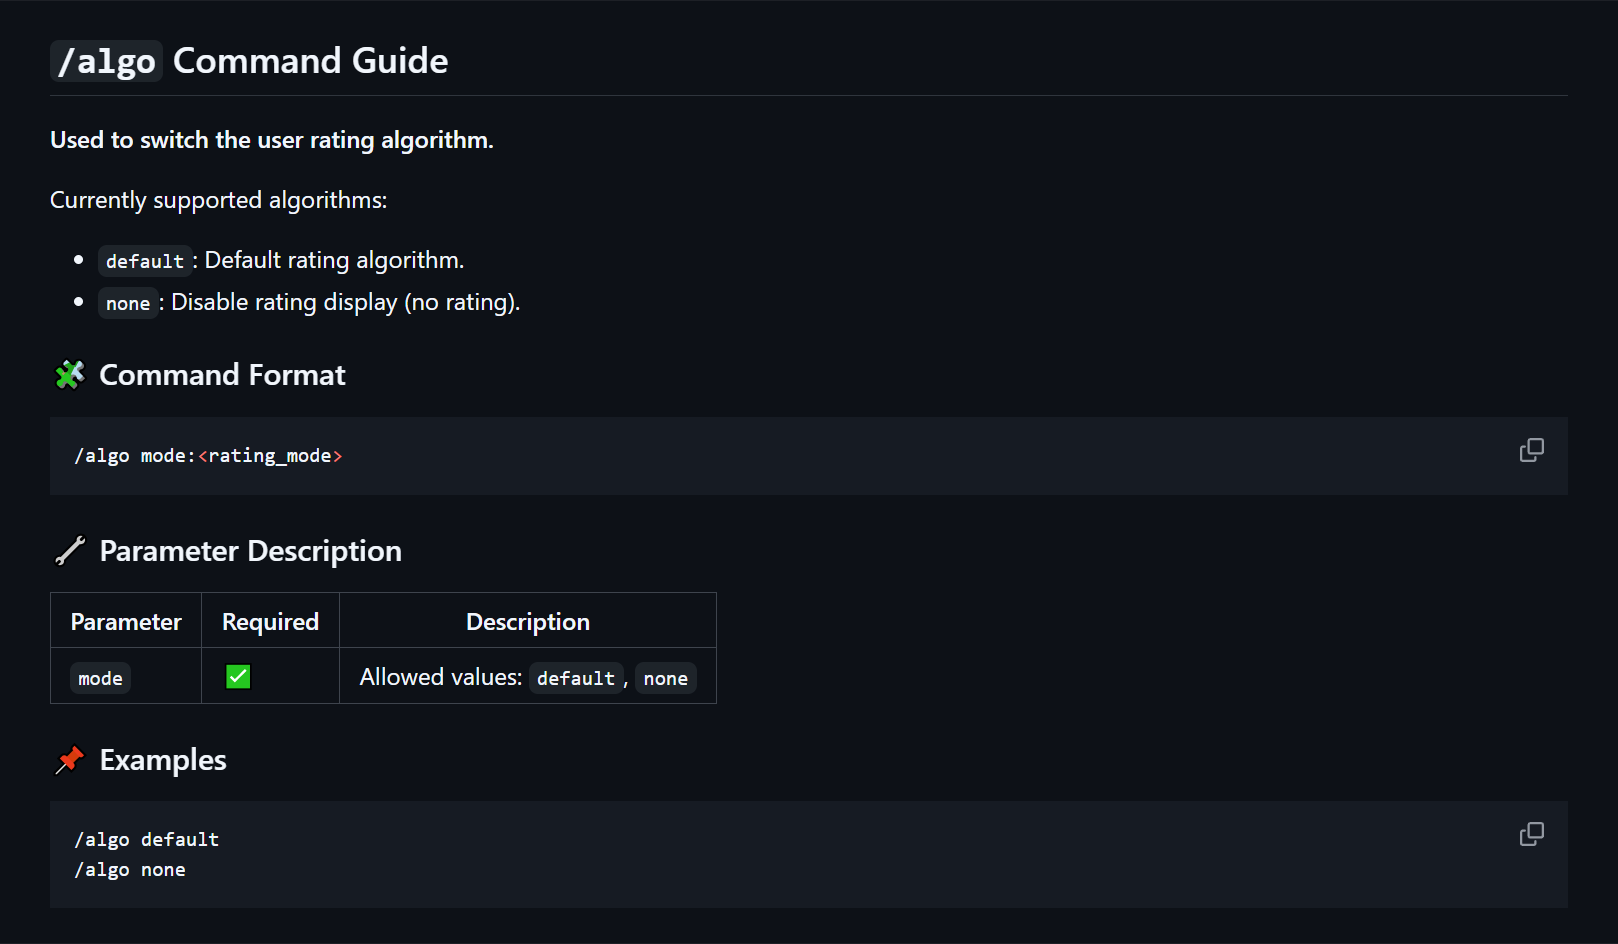 /algo Command Guide
Used to switch the user rating algorithm.
Currently supported algorithms:
default: Default rating algorithm.
none: Disable rating display (no rating).
Command Format
/algo mode:<rating_mode>
Parameter Description
Parameter Required Description
mode ✅ Allowed values: default, none
Examples
/algo default
/algo none